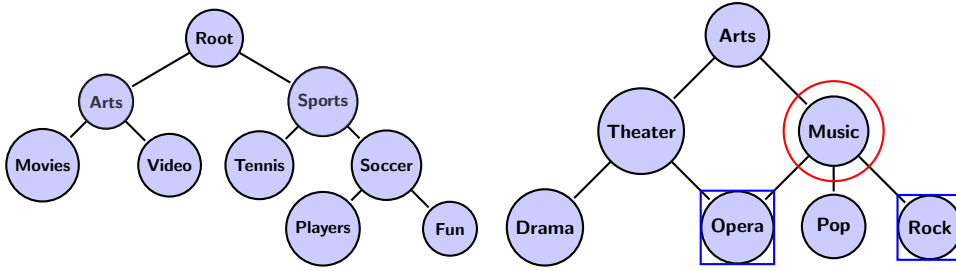 Root
Arts
Sports
Movies
Video
Tennis
Soccer
Players
Fun
Arts
Theater
Music
Drama
Opera
Pop
Rock